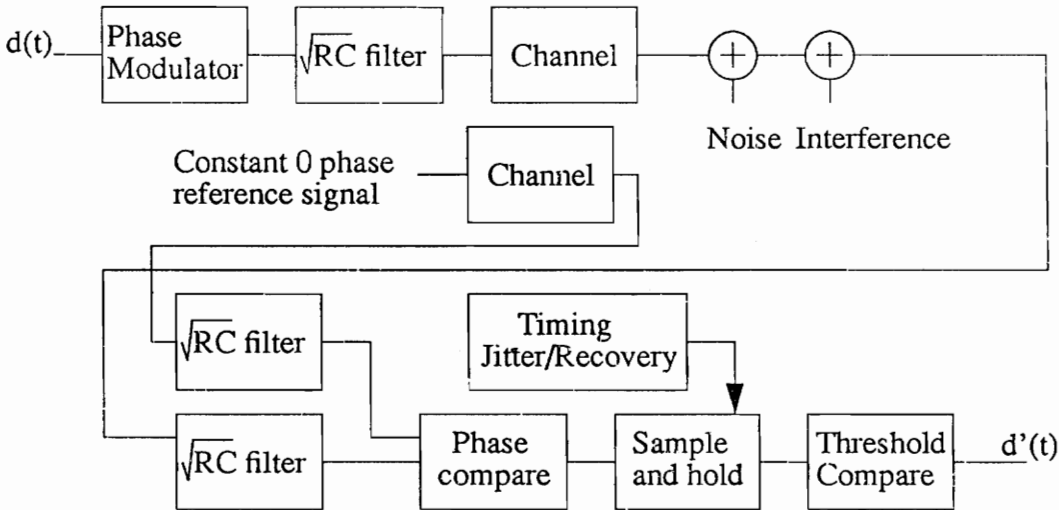 d(t)
Phase
Modulator
√RC filter
Channel
+
+
Noise
Interference
Constant 0 phase
reference signal
Channel
√RC filter
Timing
Jitter/Recovery
√RC filter
Phase
compare
Sample
and hold
Threshold
Compare
d'(t)